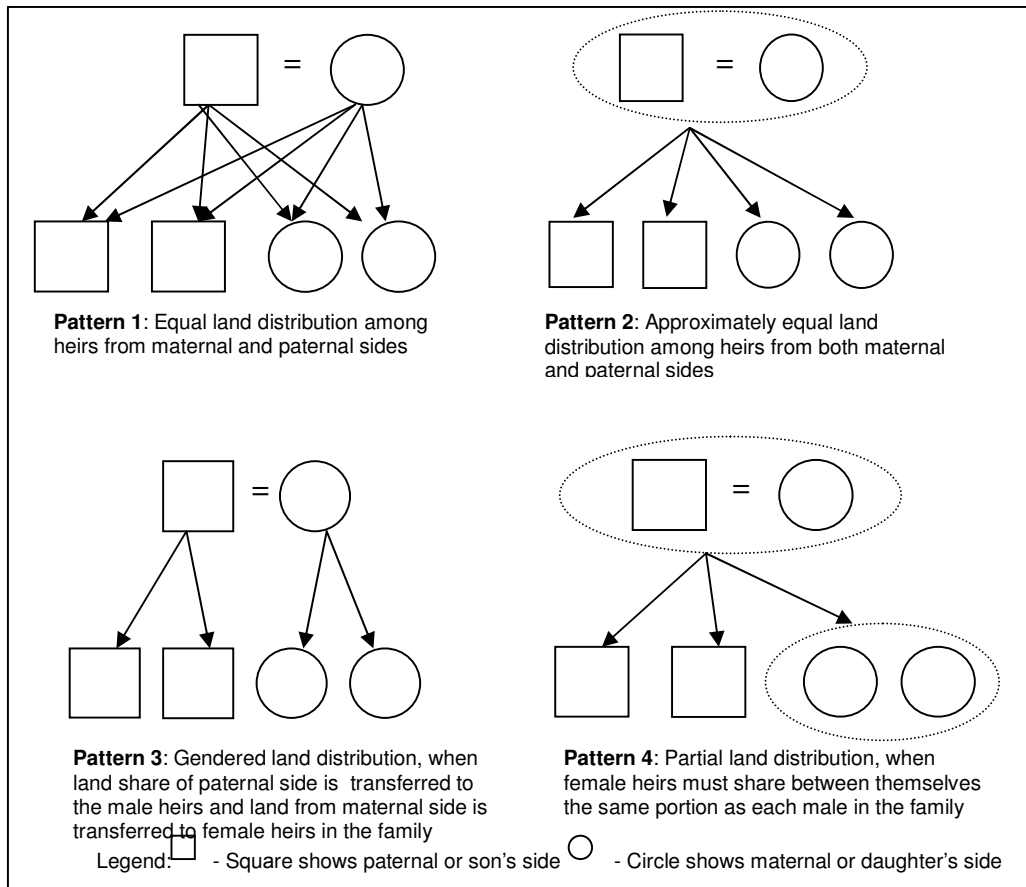 =
=
Pattern 1: Equal land distribution among
heirs from maternal and paternal sides
Pattern 2: Approximately equal land
distribution among heirs from both maternal
and paternal sides
=
=
Pattern 3: Gendered land distribution, when
land share of paternal side is transferred to
the male heirs and land from maternal side is
transferred to female heirs in the family
Pattern 4: Partial land distribution, when
female heirs must share between themselves
the same portion as each male in the family
Legend: - Square shows paternal or son's side - Circle shows maternal or daughter's side